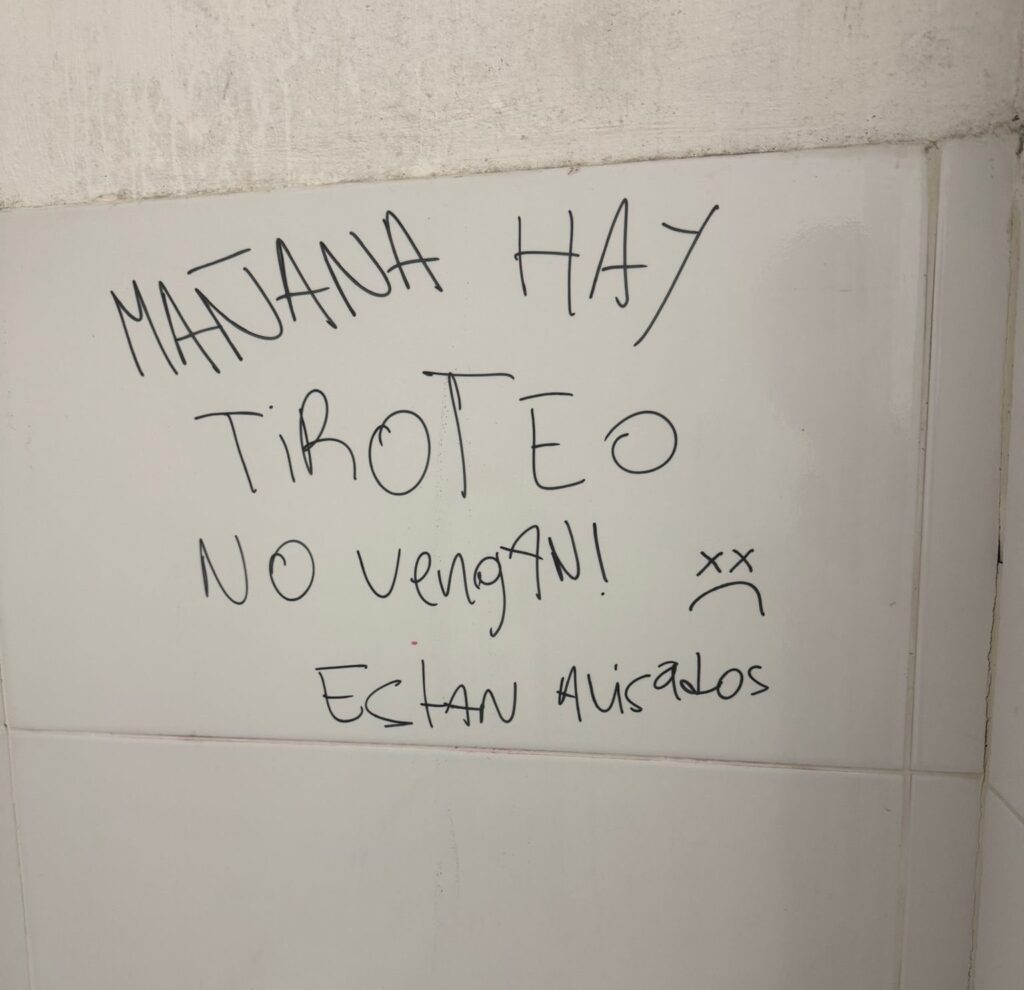 MAÑANA HAY
TiROTEO
NO VengAN!
EStAN AVisados